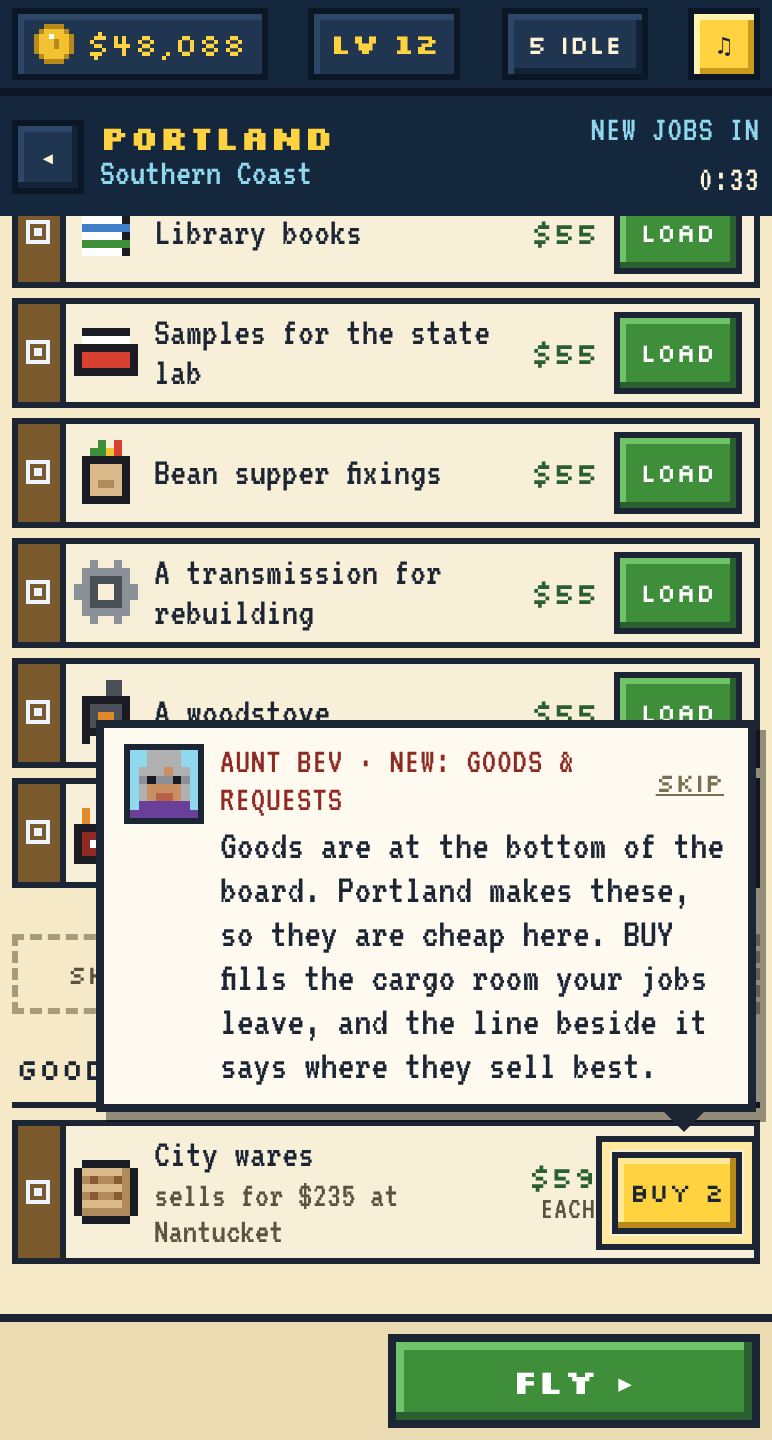 $48,088
LV 12
5 IDLE
♫
◂
PORTLAND
Southern Coast
NEW JOBS IN
0:33
Library books
$55
LOAD
Samples for the state
lab
$55
LOAD
Bean supper fixings
$55
LOAD
A transmission for
rebuilding
$55
LOAD
A woodstove
$55
LOAD
AUNT BEV · NEW: GOODS &
REQUESTS
SKIP
Goods are at the bottom of the
board. Portland makes these,
so they are cheap here. BUY
fills the cargo room your jobs
leave, and the line beside it
says where they sell best.
City wares
sells for $235 at
Nantucket
$59
EACH
BUY 2
FLY ▸